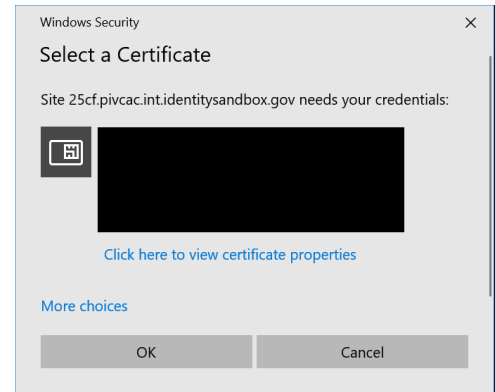 Windows Security
Select a Certificate
Site 25cf.pivcac.int.identitysandbox.gov needs your credentials:
Click here to view certificate properties
More choices
OK
Cancel